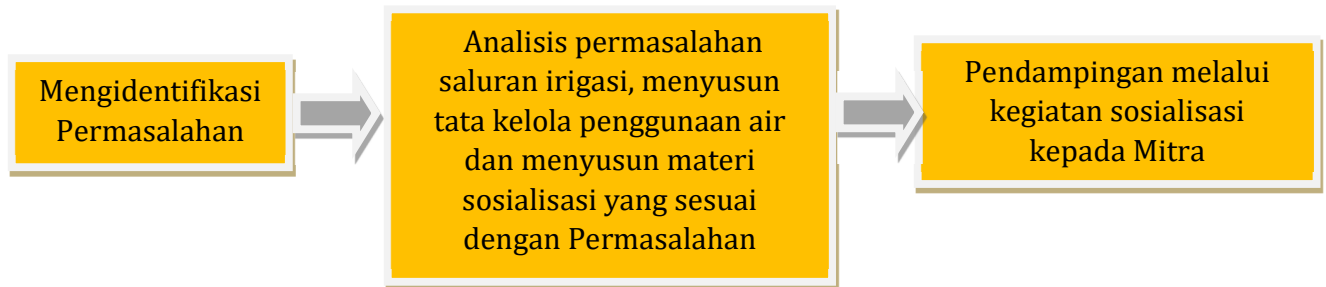 Mengidentifikasi
Permasalahan
Analisis permasalahan
saluran irigasi, menyusun
tata kelola penggunaan air
dan menyusun materi
sosialisasi yang sesuai
dengan Permasalahan
Pendampingan melalui
kegiatan sosialisasi
kepada Mitra